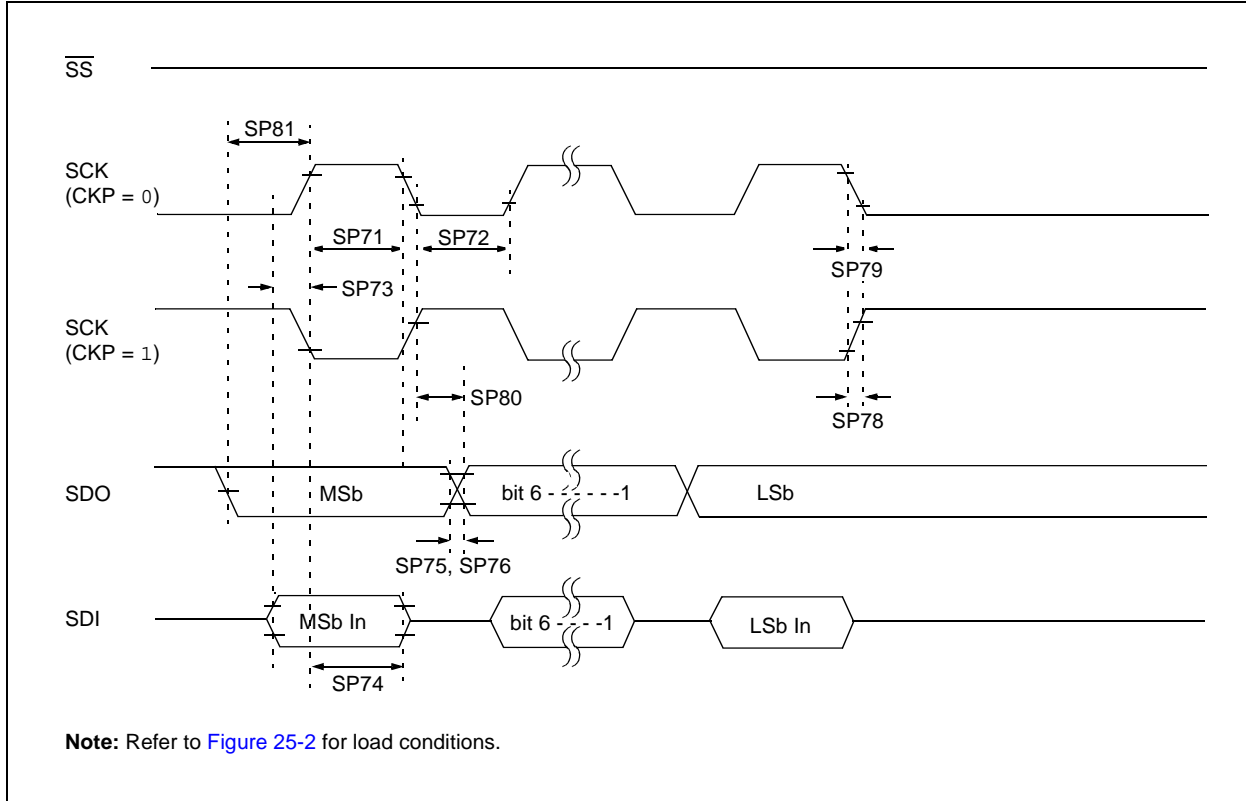 SS
SP81
SCK
(CKP = 0)
SP71
SP72
SP79
SP73
SCK
(CKP = 1)
SP80
SP78
SDO
MSb
bit 6 - - - - - -1
LSb
SP75, SP76
SDI
MSb In
bit 6 - - - -1
LSb In
SP74
Note: Refer to Figure 25-2 for load conditions.